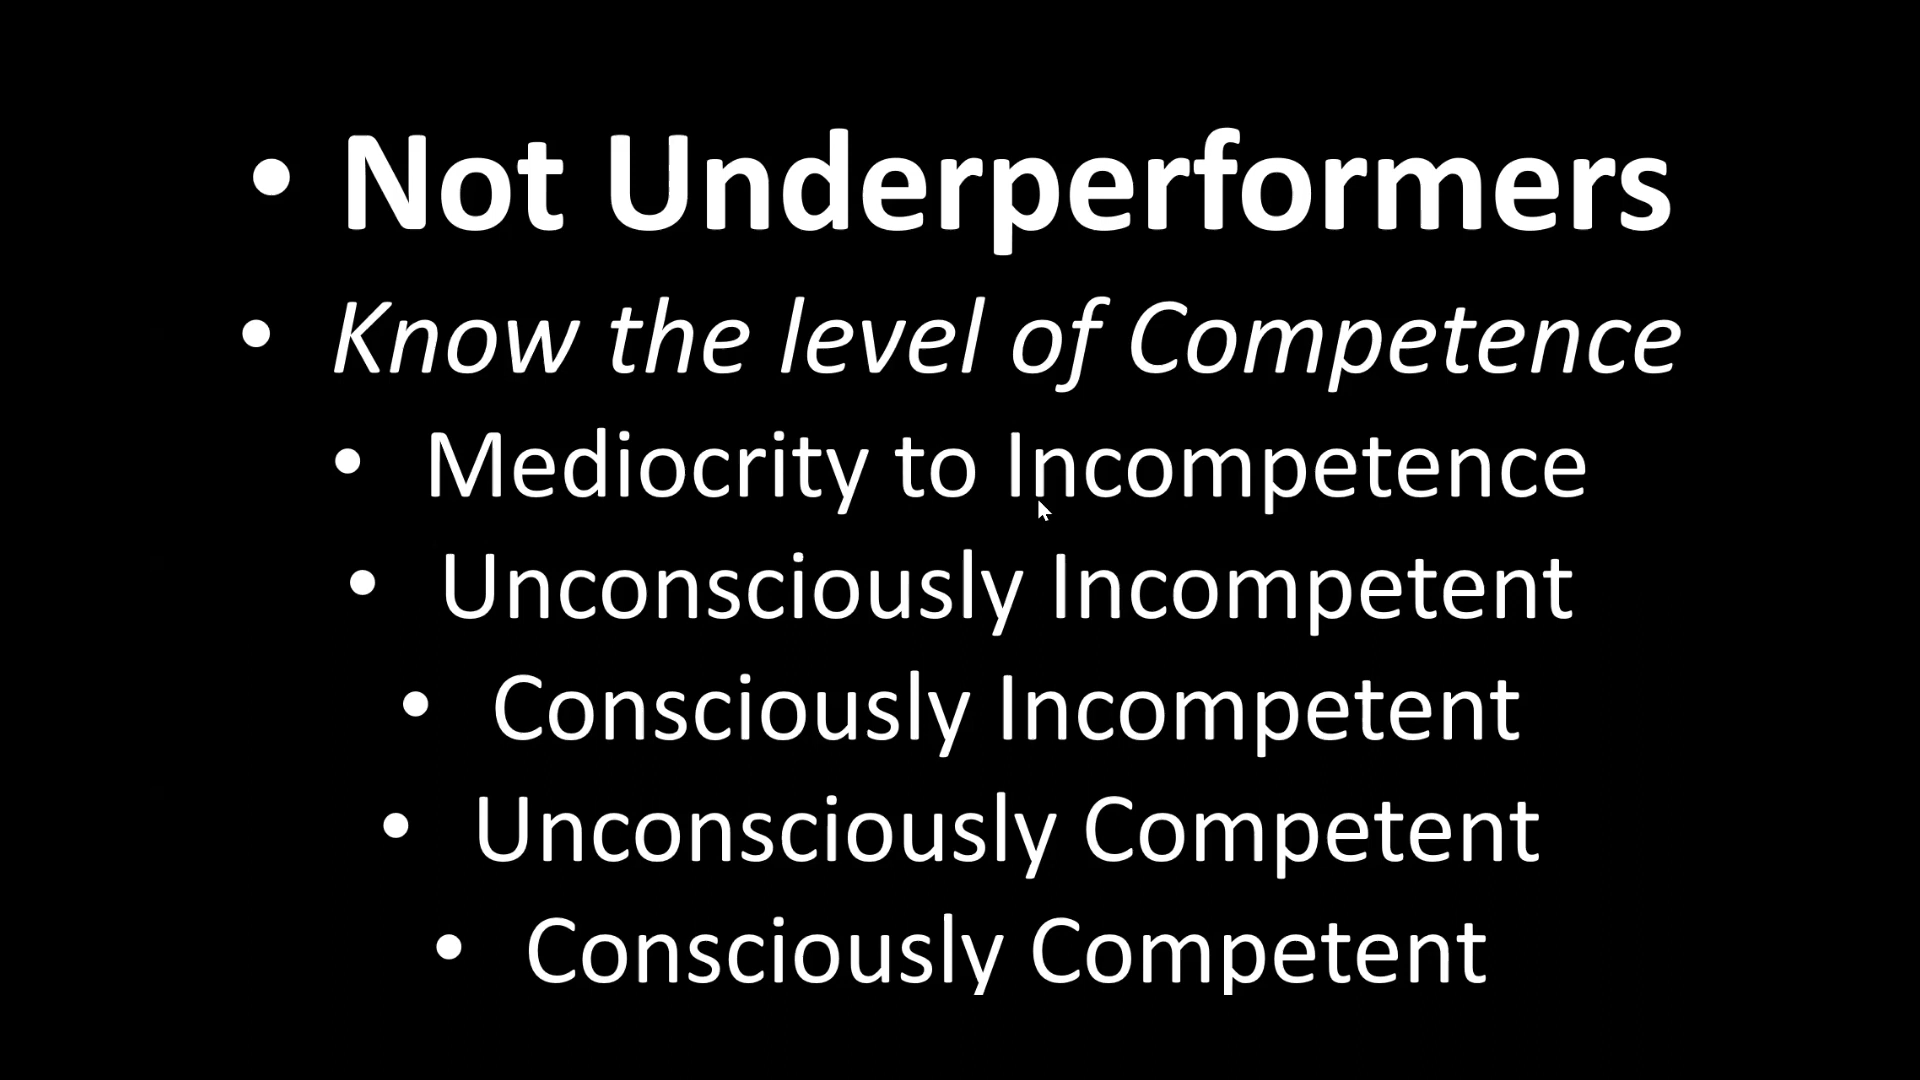 • Not Underperformers
• Know the level of Competence
• Mediocrity to Incompetence
• Unconsciously Incompetent
• Consciously Incompetent
• Unconsciously Competent
• Consciously Competent